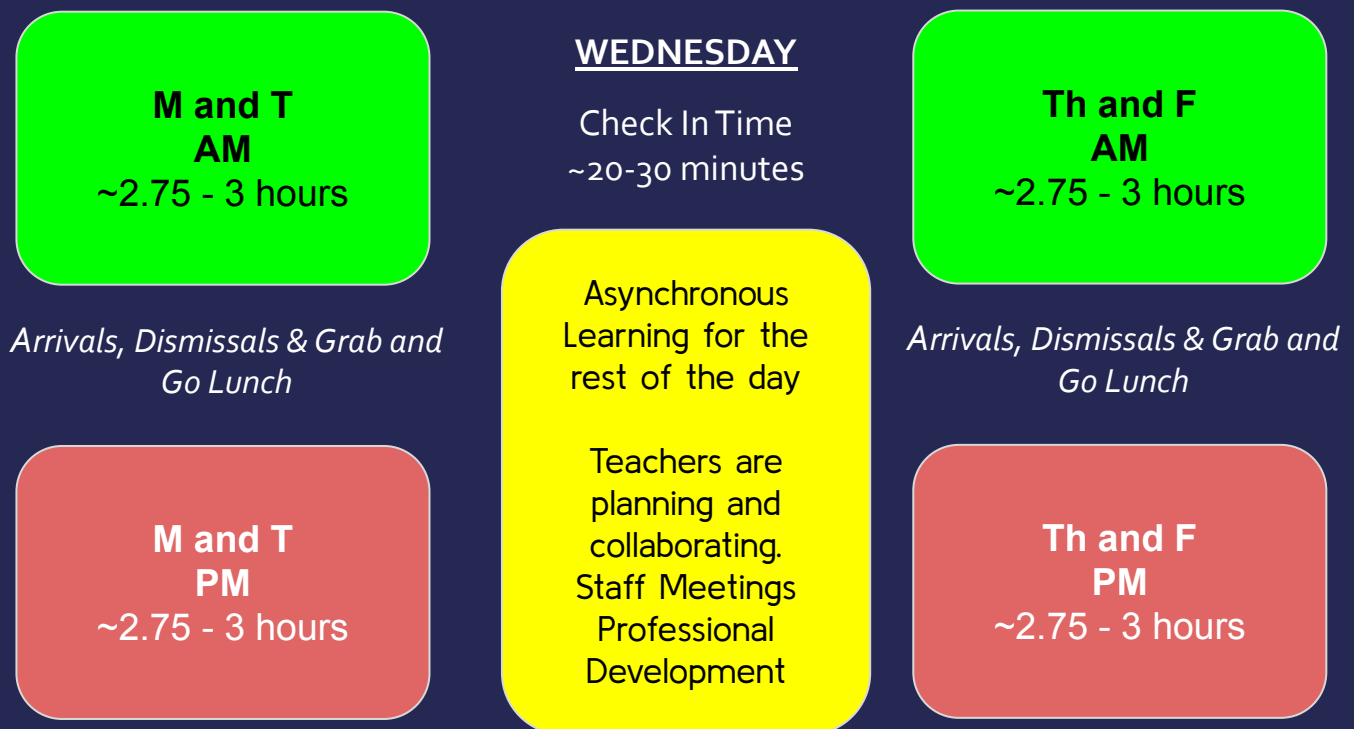 M and T
AM
~2.75 - 3 hours
Arrivals, Dismissals & Grab and
Go Lunch
M and T
PM
~2.75 - 3 hours
WEDNESDAY
Check In Time
~20-30 minutes
Asynchronous
Learning for the
rest of the day
Teachers are
planning and
collaborating.
Staff Meetings
Professional
Development
Th and F
AM
~2.75 - 3 hours
Arrivals, Dismissals & Grab and
Go Lunch
Th and F
PM
~2.75 - 3 hours